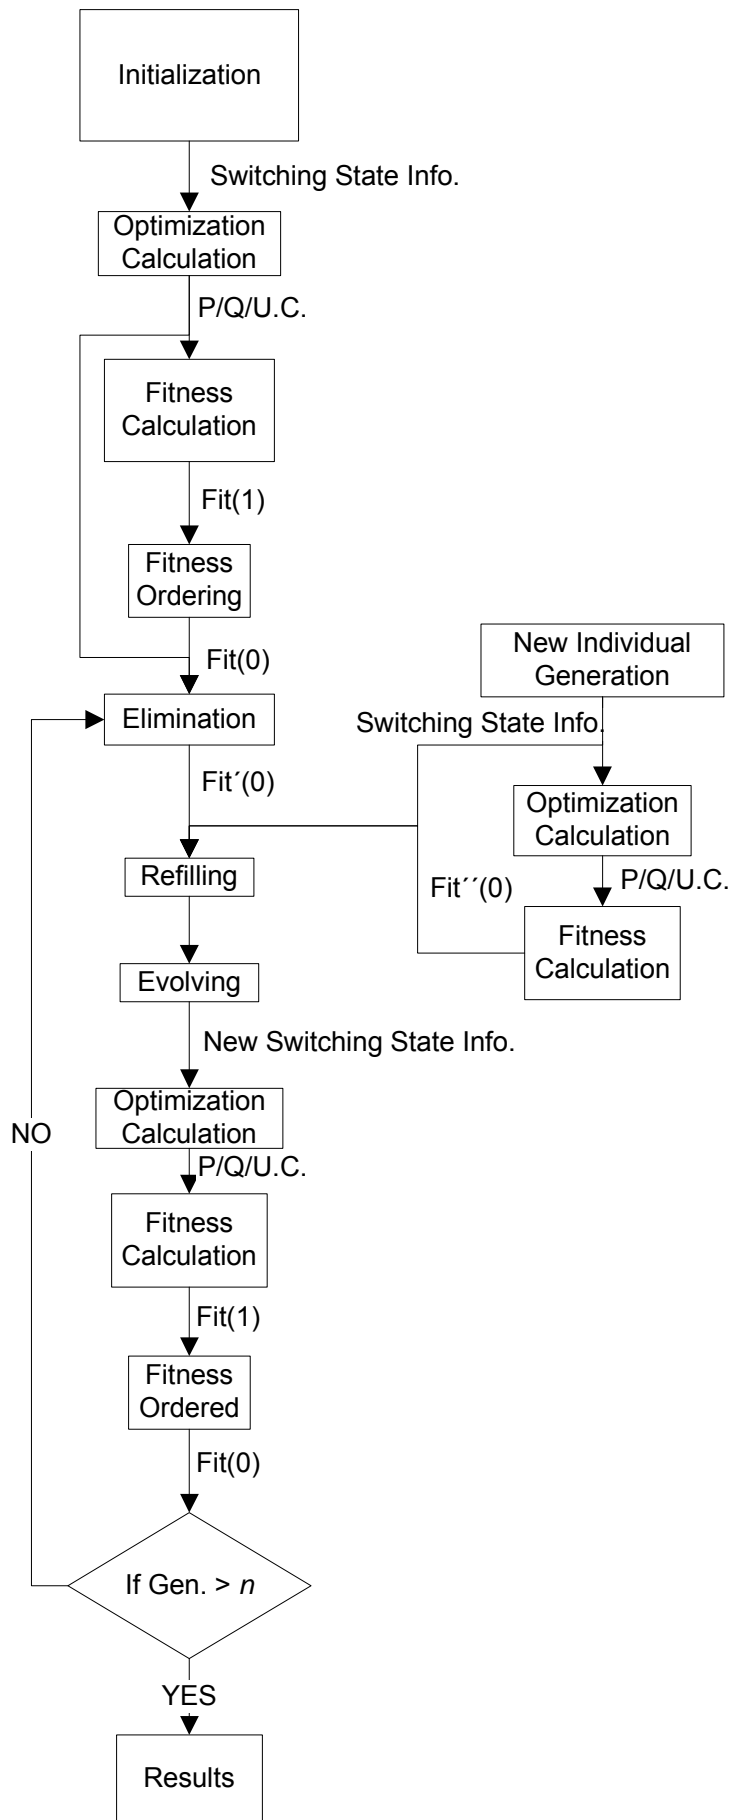 Initialization
Switching State Info.
Optimization
Calculation
P/Q/U.C.
Fitness
Calculation
Fit(1)
Fitness
Ordering
Fit(0)
New Individual
Generation
Elimination
Switching State Info.
Fit´(0)
Optimization
Calculation
Refilling
Fit´´(0)
P/Q/U.C.
Fitness
Calculation
Evolving
New Switching State Info.
Optimization
Calculation
NO
P/Q/U.C.
Fitness
Calculation
Fit(1)
Fitness
Ordered
Fit(0)
If Gen. > n
YES
Results